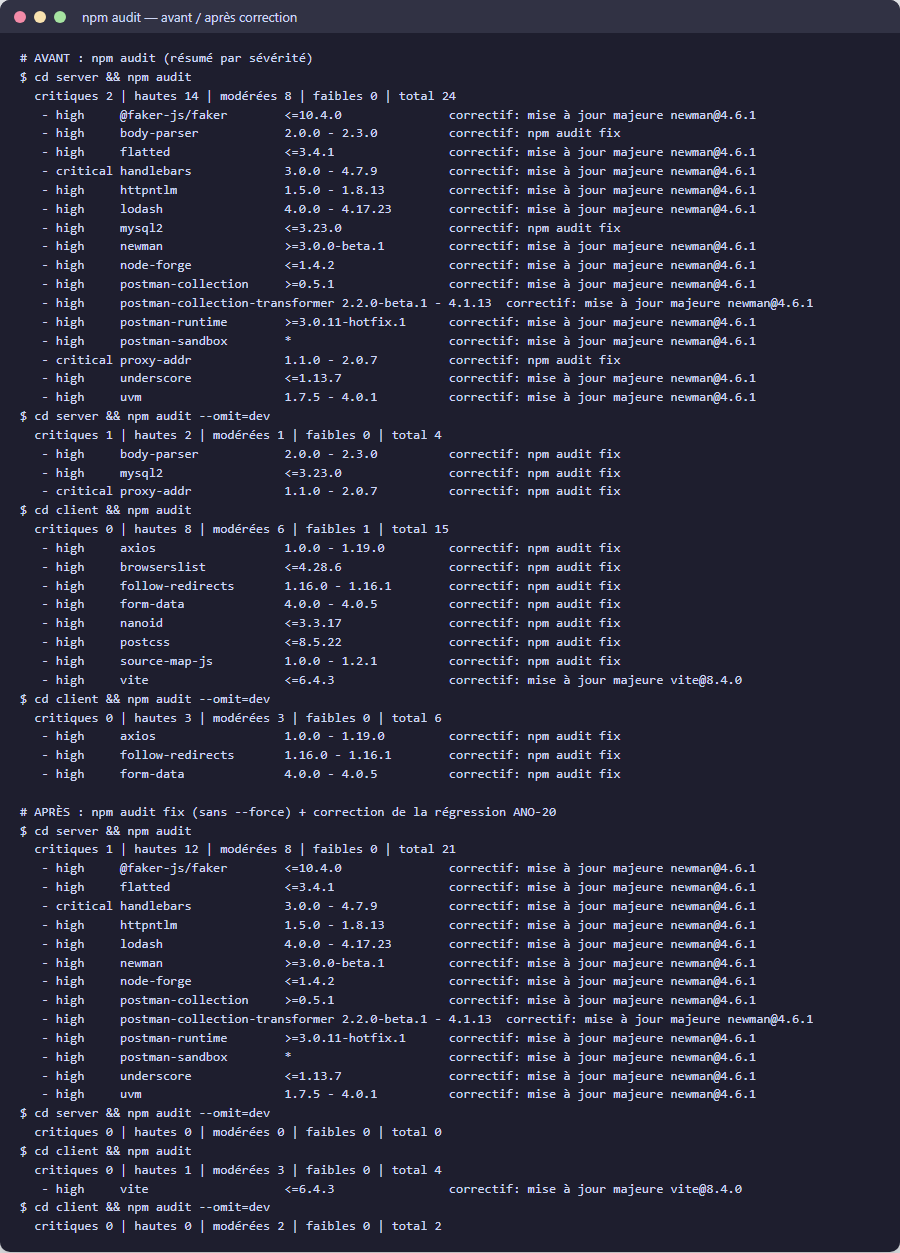 npm audit — avant / après correction
# AVANT : npm audit (résumé par sévérité)
$ cd server && npm audit
critiques 2 | hautes 14 | modérées 8 | faibles 0 | total 24
- high @faker-js/faker <=10.4.0 correctif: mise à jour majeure newman@4.6.1
- high body-parser 2.0.0 - 2.3.0 correctif: npm audit fix
- high flatted <=3.4.1 correctif: mise à jour majeure newman@4.6.1
- critical handlebars 3.0.0 - 4.7.9 correctif: mise à jour majeure newman@4.6.1
- high httpntlm 1.5.0 - 1.8.13 correctif: mise à jour majeure newman@4.6.1
- high lodash 4.0.0 - 4.17.23 correctif: mise à jour majeure newman@4.6.1
- high mysql2 <=3.23.0 correctif: npm audit fix
- high newman >=3.0.0-beta.1 correctif: mise à jour majeure newman@4.6.1
- high node-forge <=1.4.2 correctif: mise à jour majeure newman@4.6.1
- high postman-collection >=0.5.1 correctif: mise à jour majeure newman@4.6.1
- high postman-collection-transformer 2.2.0-beta.1 - 4.1.13 correctif: mise à jour majeure newman@4.6.1
- high postman-runtime >=3.0.11-hotfix.1 correctif: mise à jour majeure newman@4.6.1
- high postman-sandbox * correctif: mise à jour majeure newman@4.6.1
- critical proxy-addr 1.1.0 - 2.0.7 correctif: npm audit fix
- high underscore <=1.13.7 correctif: mise à jour majeure newman@4.6.1
- high uvm 1.7.5 - 4.0.1 correctif: mise à jour majeure newman@4.6.1
$ cd server && npm audit --omit=dev
critiques 1 | hautes 2 | modérées 1 | faibles 0 | total 4
- high body-parser 2.0.0 - 2.3.0 correctif: npm audit fix
- high mysql2 <=3.23.0 correctif: npm audit fix
- critical proxy-addr 1.1.0 - 2.0.7 correctif: npm audit fix
$ cd client && npm audit
critiques 0 | hautes 8 | modérées 6 | faibles 1 | total 15
- high axios 1.0.0 - 1.19.0 correctif: npm audit fix
- high browserslist <=4.28.6 correctif: npm audit fix
- high follow-redirects 1.16.0 - 1.16.1 correctif: npm audit fix
- high form-data 4.0.0 - 4.0.5 correctif: npm audit fix
- high nanoid <=3.3.17 correctif: npm audit fix
- high postcss <=8.5.22 correctif: npm audit fix
- high source-map-js 1.0.0 - 1.2.1 correctif: npm audit fix
- high vite <=6.4.3 correctif: mise à jour majeure vite@8.4.0
$ cd client && npm audit --omit=dev
critiques 0 | hautes 3 | modérées 3 | faibles 0 | total 6
- high axios 1.0.0 - 1.19.0 correctif: npm audit fix
- high follow-redirects 1.16.0 - 1.16.1 correctif: npm audit fix
- high form-data 4.0.0 - 4.0.5 correctif: npm audit fix
# APRÈS : npm audit fix (sans --force) + correction de la régression ANO-20
$ cd server && npm audit
critiques 1 | hautes 12 | modérées 8 | faibles 0 | total 21
- high @faker-js/faker <=10.4.0 correctif: mise à jour majeure newman@4.6.1
- high flatted <=3.4.1 correctif: mise à jour majeure newman@4.6.1
- critical handlebars 3.0.0 - 4.7.9 correctif: mise à jour majeure newman@4.6.1
- high httpntlm 1.5.0 - 1.8.13 correctif: mise à jour majeure newman@4.6.1
- high lodash 4.0.0 - 4.17.23 correctif: mise à jour majeure newman@4.6.1
- high newman >=3.0.0-beta.1 correctif: mise à jour majeure newman@4.6.1
- high node-forge <=1.4.2 correctif: mise à jour majeure newman@4.6.1
- high postman-collection >=0.5.1 correctif: mise à jour majeure newman@4.6.1
- high postman-collection-transformer 2.2.0-beta.1 - 4.1.13 correctif: mise à jour majeure newman@4.6.1
- high postman-runtime >=3.0.11-hotfix.1 correctif: mise à jour majeure newman@4.6.1
- high postman-sandbox * correctif: mise à jour majeure newman@4.6.1
- high underscore <=1.13.7 correctif: mise à jour majeure newman@4.6.1
- high uvm 1.7.5 - 4.0.1 correctif: mise à jour majeure newman@4.6.1
$ cd server && npm audit --omit=dev
critiques 0 | hautes 0 | modérées 0 | faibles 0 | total 0
$ cd client && npm audit
critiques 0 | hautes 1 | modérées 3 | faibles 0 | total 4
- high vite <=6.4.3 correctif: mise à jour majeure vite@8.4.0
$ cd client && npm audit --omit=dev
critiques 0 | hautes 0 | modérées 2 | faibles 0 | total 2